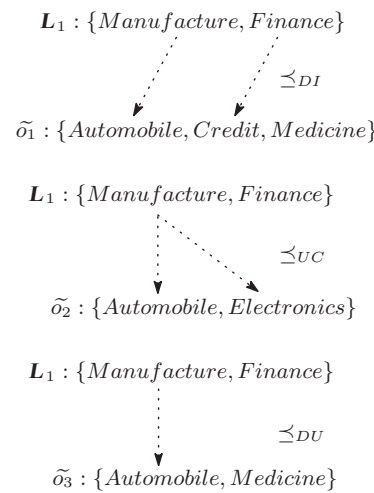 L₁ : {Manufacture, Finance}
⪯DI
õ₁ : {Automobile, Credit, Medicine}
L₁ : {Manufacture, Finance}
⪯UC
õ₂ : {Automobile, Electronics}
L₁ : {Manufacture, Finance}
⪯DU
õ₃ : {Automobile, Medicine}